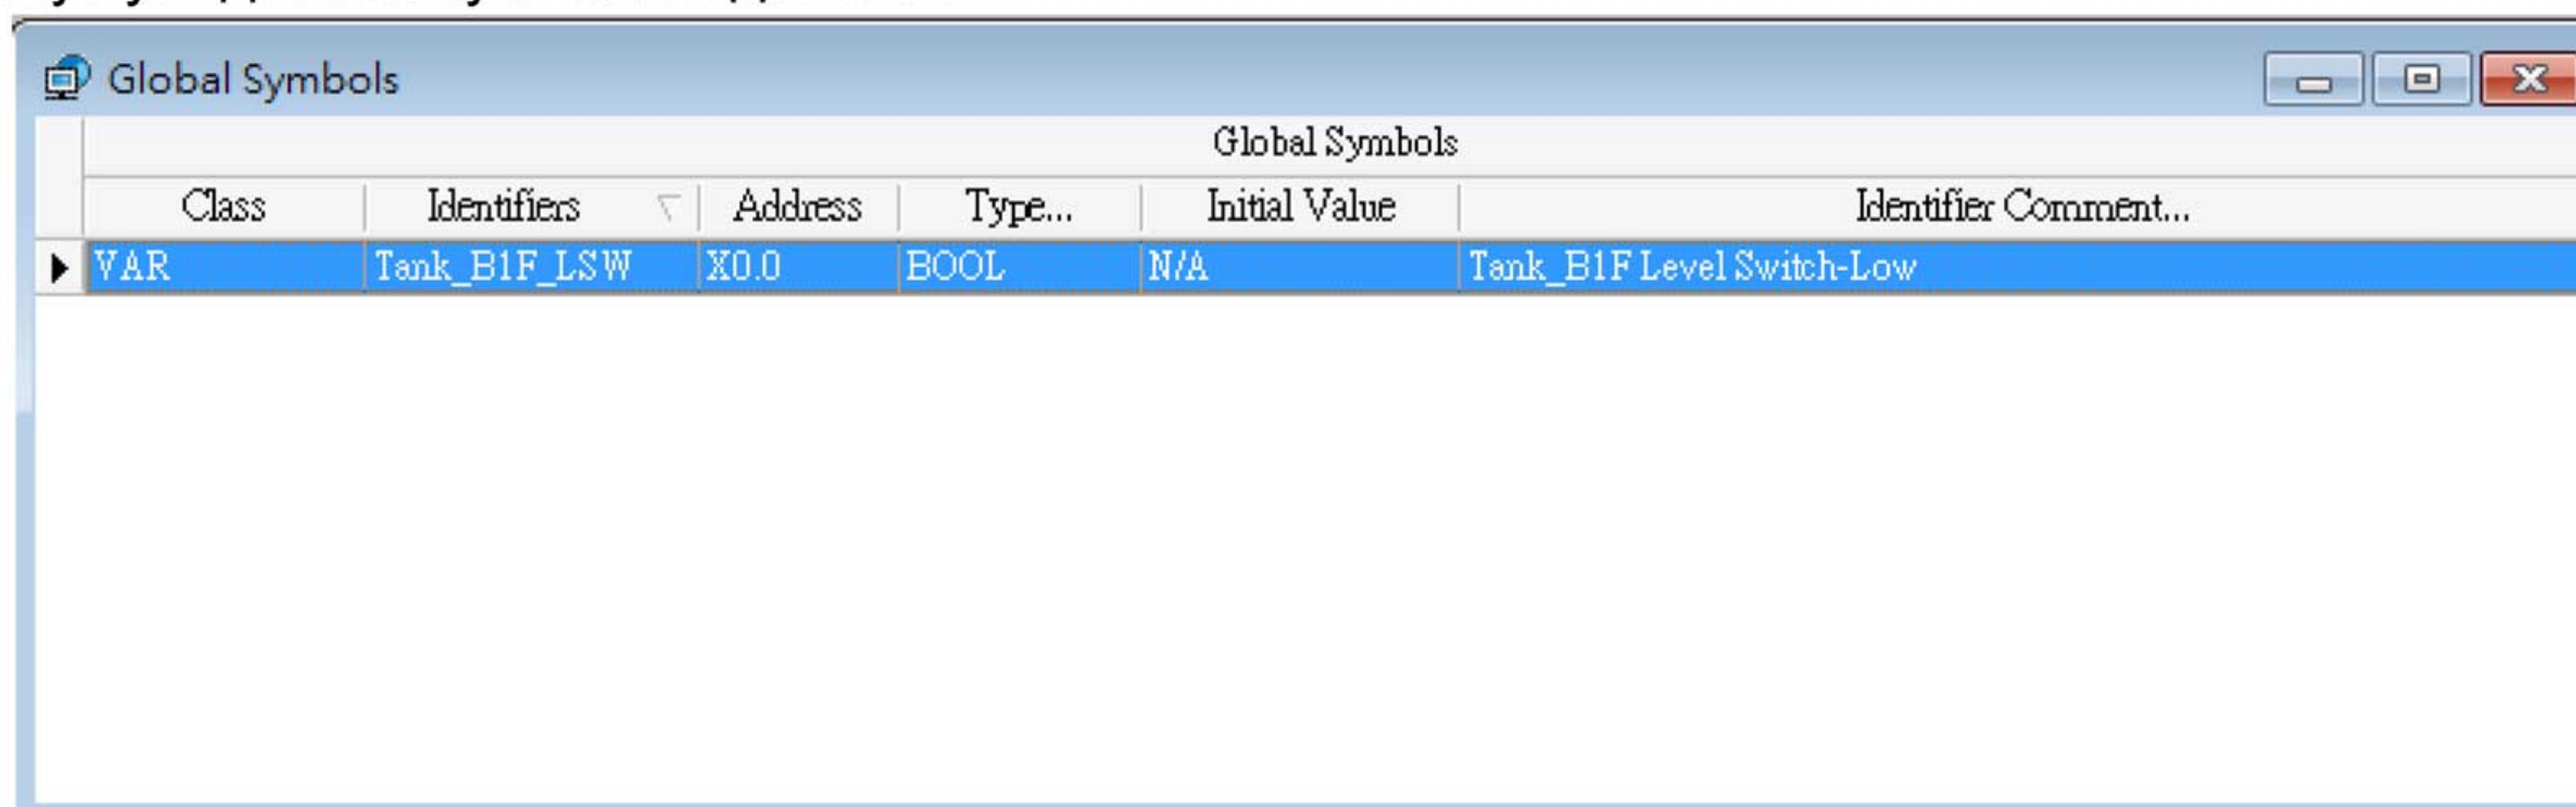 Global Symbols
Global Symbols
Class Identifiers Address Type... Initial Value Identifier Comment...
VAR Tank_B1F_LSW X0.0 BOOL N/A Tank_B1F Level Switch-Low